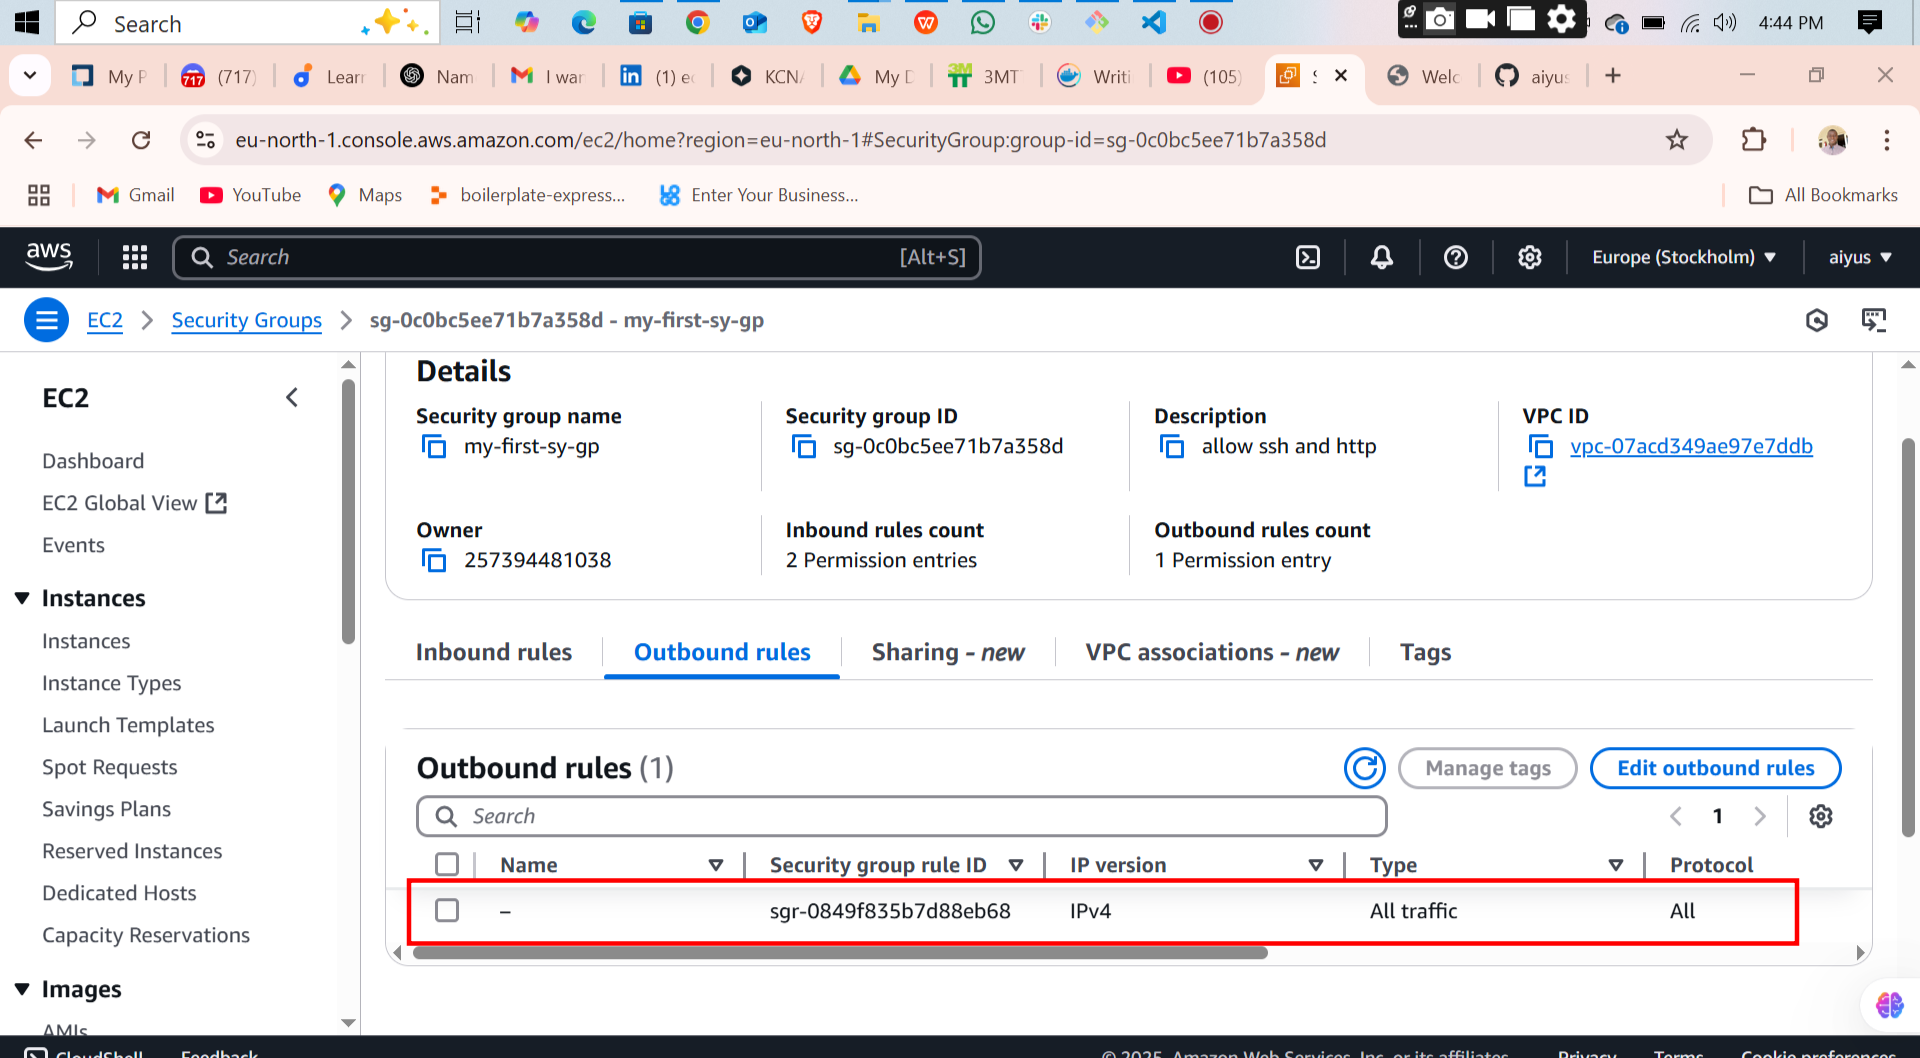 Search
4:44 PM
My P
717
(717)
Learn
Nam
I war
(1) e
KCN
My D
3MT
Writi
(105)
S
Welc
aiyus
eu-north-1.console.aws.amazon.com/ec2/home?region=eu-north-1#SecurityGroup:group-id=sg-0c0bc5ee71b7a358d
Gmail
YouTube
Maps
boilerplate-express...
Enter Your Business...
All Bookmarks
aws
Search
[Alt+S]
Europe (Stockholm)
aiyus
EC2
Security Groups
sg-0c0bc5ee71b7a358d - my-first-sy-gp
EC2
Dashboard
EC2 Global View
Events
Instances
Instances
Instance Types
Launch Templates
Spot Requests
Savings Plans
Reserved Instances
Dedicated Hosts
Capacity Reservations
Images
AMIs
Details
Security group name
my-first-sy-gp
Security group ID
sg-0c0bc5ee71b7a358d
Description
allow ssh and http
VPC ID
vpc-07acd349ae97e7ddb
Owner
257394481038
Inbound rules count
2 Permission entries
Outbound rules count
1 Permission entry
Inbound rules
Outbound rules
Sharing - new
VPC associations - new
Tags
Outbound rules (1)
Manage tags
Edit outbound rules
Search
1
Name
Security group rule ID
IP version
Type
Protocol
–
sgr-0849f835b7d88eb68
IPv4
All traffic
All
CloudShell
Feedback
© 2025, Amazon Web Services, Inc. or its affiliates.
Privacy
Terms
Cookie preferences